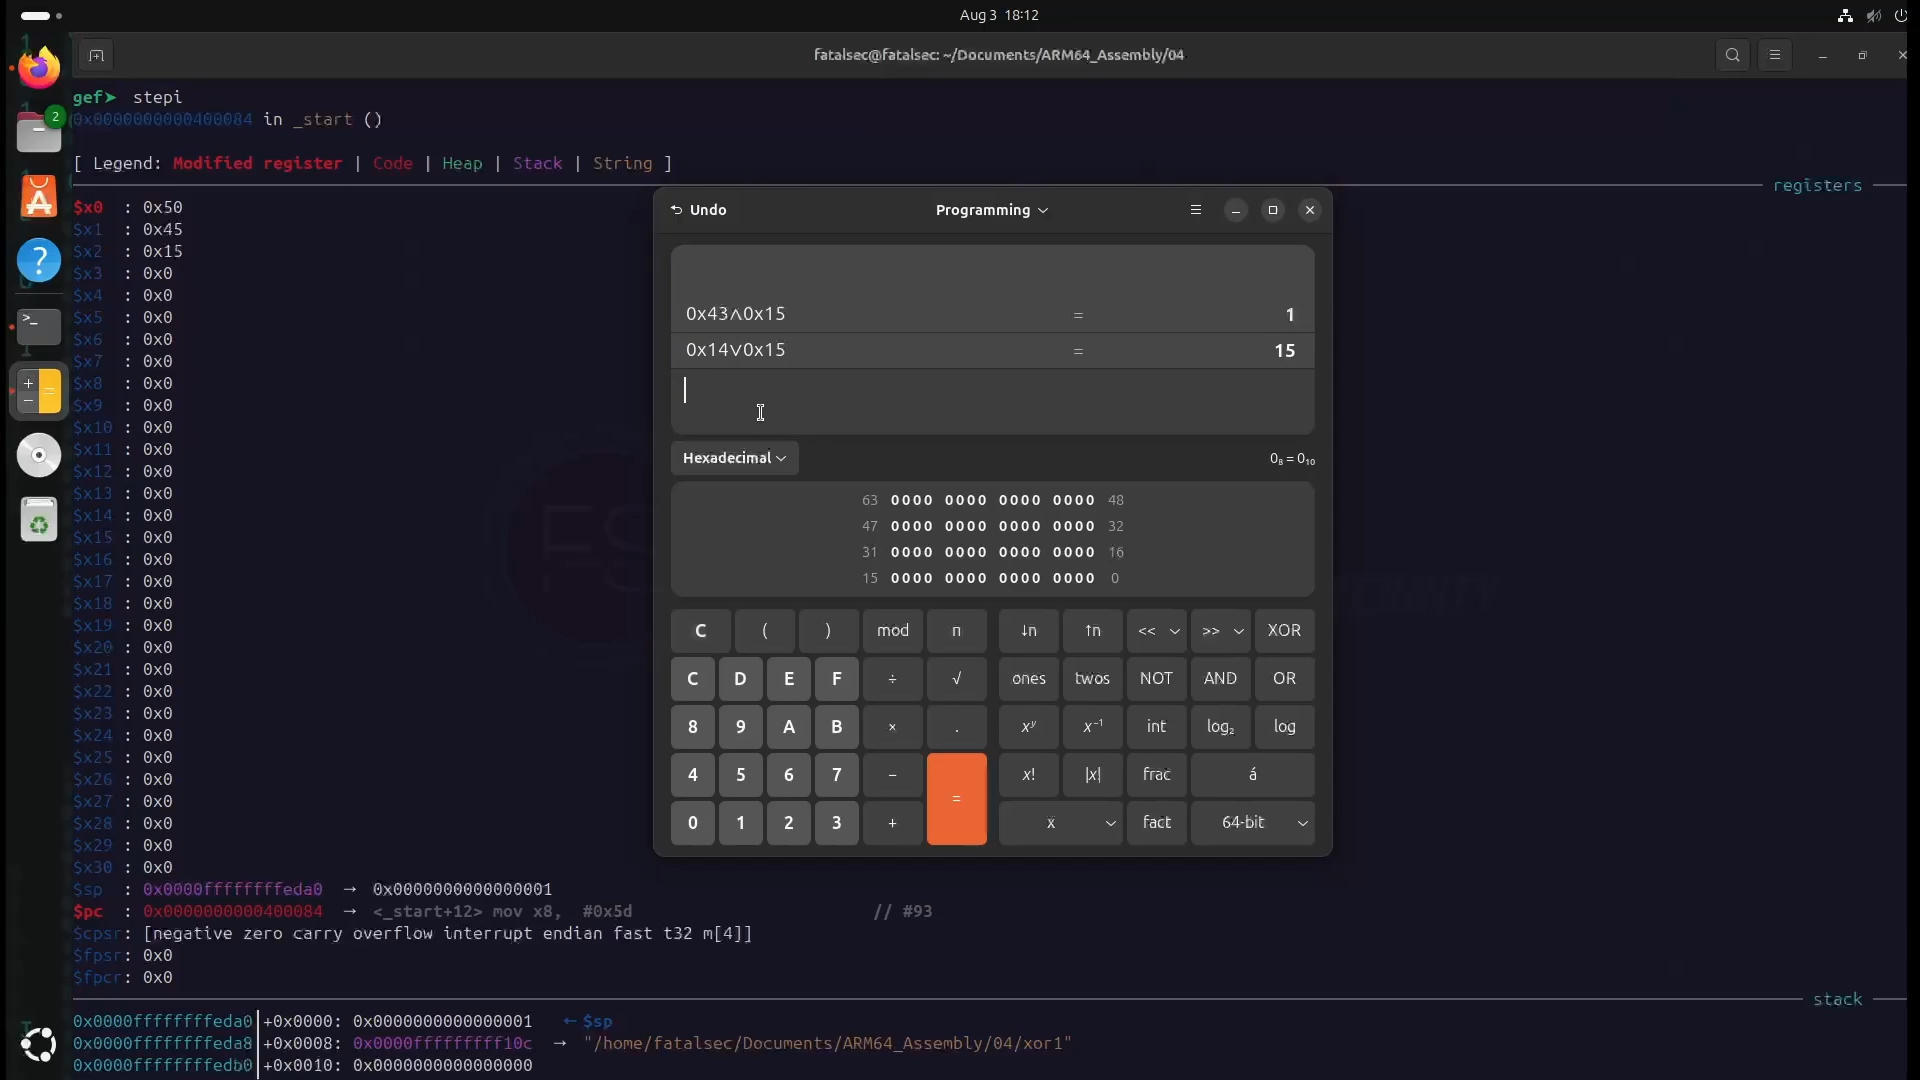 Aug 3 18:12
fatalsec@fatalsec: ~/Documents/ARM64_Assembly/04
gef➤ stepi
0x0000000000400084 in _start ()
[ Legend: Modified register | Code | Heap | Stack | String ]
registers
$x0 : 0x50
$x1 : 0x45
$x2 : 0x15
$x3 : 0x0
$x4 : 0x0
$x5 : 0x0
$x6 : 0x0
$x7 : 0x0
$x8 : 0x0
$x9 : 0x0
$x10 : 0x0
$x11 : 0x0
$x12 : 0x0
$x13 : 0x0
$x14 : 0x0
$x15 : 0x0
$x16 : 0x0
$x17 : 0x0
$x18 : 0x0
$x19 : 0x0
$x20 : 0x0
$x21 : 0x0
$x22 : 0x0
$x23 : 0x0
$x24 : 0x0
$x25 : 0x0
$x26 : 0x0
$x27 : 0x0
$x28 : 0x0
$x29 : 0x0
$x30 : 0x0
$sp : 0x0000ffffffffeda0 → 0x0000000000000001
$pc : 0x0000000000400084 → <_start+12> mov x8, #0x5d // #93
$cpsr: [negative zero carry overflow interrupt endian fast t32 m[4]]
$fpsr: 0x0
$fpcr: 0x0
stack
0x0000ffffffffeda0│+0x0000: 0x0000000000000001 ← $sp
0x0000ffffffffeda8│+0x0008: 0x0000fffffffff10c → "/home/fatalsec/Documents/ARM64_Assembly/04/xor1"
0x0000ffffffffedb0│+0x0010: 0x0000000000000000
2
Undo
Programming
0x43∧0x15 = 1
0x14∨0x15 = 15
Hexadecimal
0₈ = 0₁₀
63 0000 0000 0000 0000 48
47 0000 0000 0000 0000 32
31 0000 0000 0000 0000 16
15 0000 0000 0000 0000 0
C ( ) mod π ↓n ↑n << >> XOR
C D E F ÷ √ ones twos NOT AND OR
8 9 A B × . xʸ x⁻¹ int log₂ log
4 5 6 7 − = x! |x| frac á
0 1 2 3 + x fact 64-bit